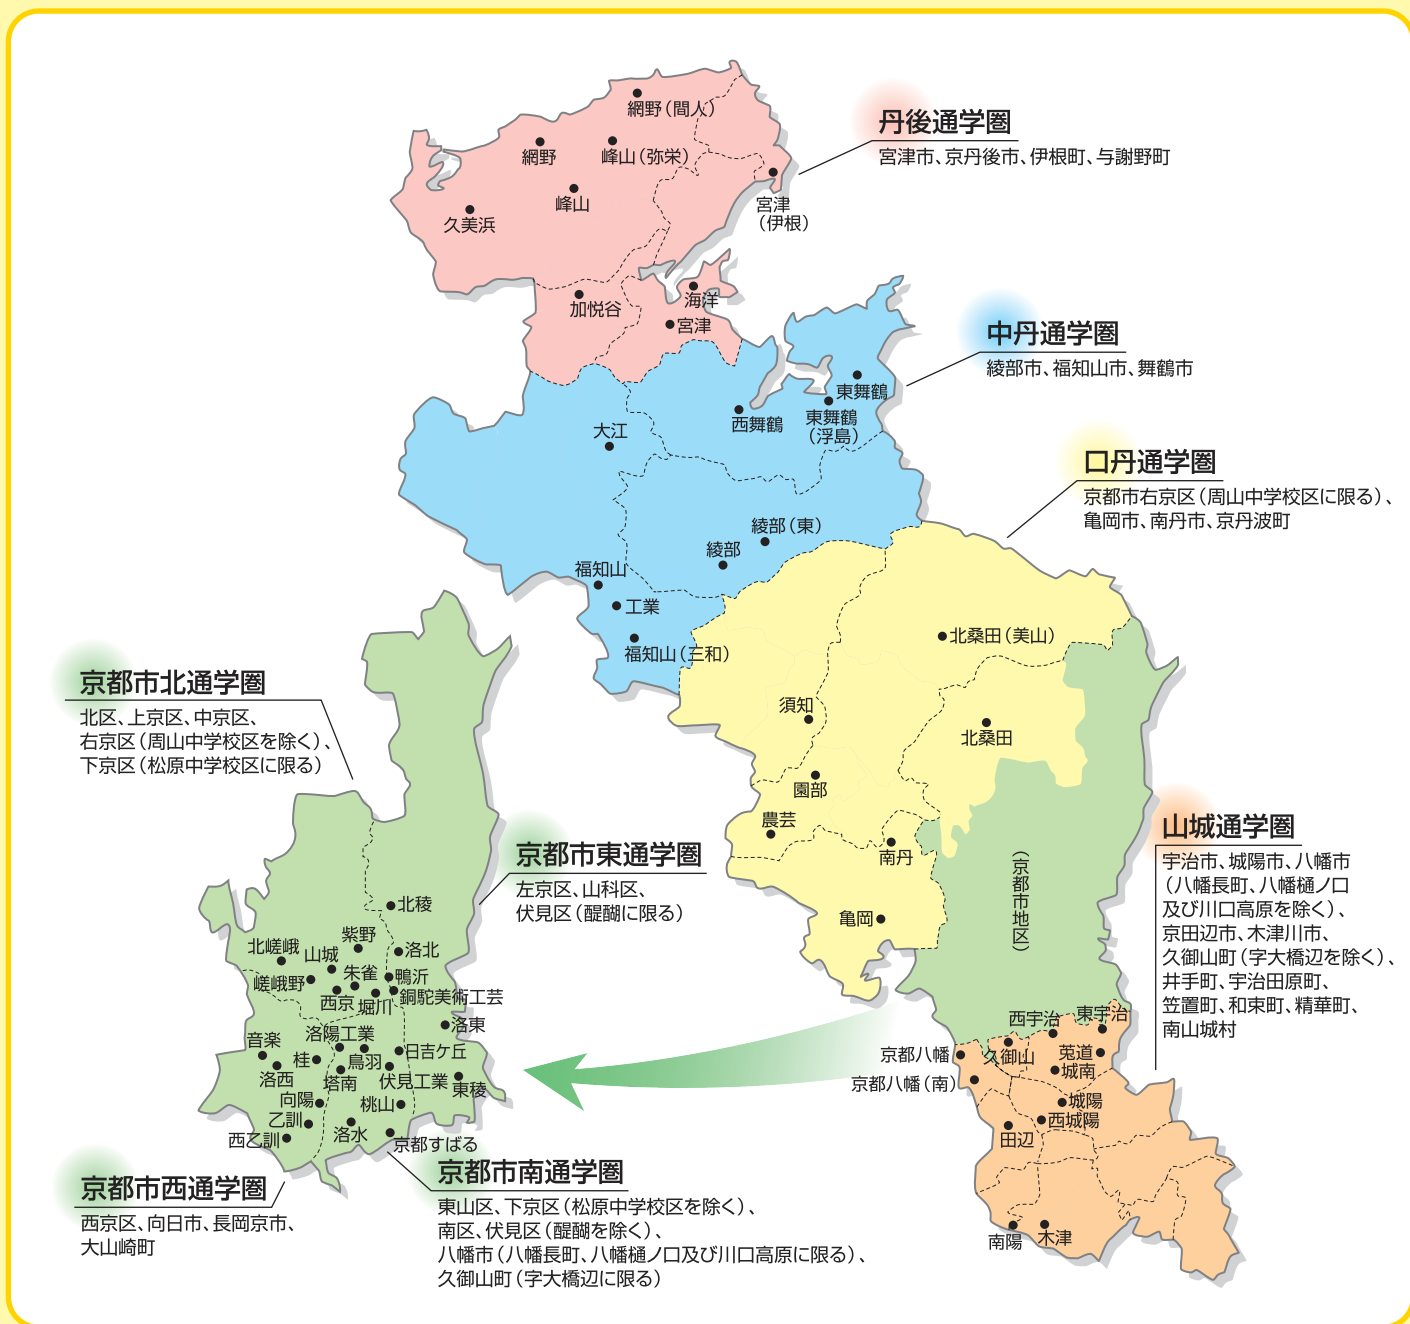 丹後通学圏
宮津市、京丹後市、伊根町、与謝野町
網野（間人）
網野
峰山（弥栄）
峰山
久美浜
宮津
（伊根）
加悦谷
海洋
宮津
中丹通学圏
綾部市、福知山市、舞鶴市
東舞鶴
東舞鶴
（浮島）
西舞鶴
大江
綾部（東）
綾部
福知山
工業
福知山（三和）
口丹通学圏
京都市右京区（周山中学校区に限る）、
亀岡市、南丹市、京丹波町
北桑田（美山）
須知
北桑田
園部
農芸
南丹
亀岡
（京都市地区）
京都市北通学圏
北区、上京区、中京区、
右京区（周山中学校区を除く）、
下京区（松原中学校区に限る）
京都市東通学圏
左京区、山科区、
伏見区（醍醐に限る）
北稜
紫野
洛北
北嵯峨
山城
嵯峨野
朱雀
鴨沂
西京
堀川
銅駝美術工芸
洛東
洛陽工業
音楽
桂
鳥羽
日吉ケ丘
洛西
塔南
伏見工業
東稜
向陽
桃山
乙訓
西乙訓
洛水
京都すばる
京都市西通学圏
西京区、向日市、長岡京市、
大山崎町
京都市南通学圏
東山区、下京区（松原中学校区を除く）、
南区、伏見区（醍醐を除く）、
八幡市（八幡長町、八幡樋ノ口及び川口高原に限る）、
久御山町（字大橋辺に限る）
山城通学圏
宇治市、城陽市、八幡市
（八幡長町、八幡樋ノ口
及び川口高原を除く）、
京田辺市、木津川市、
久御山町（字大橋辺を除く）、
井手町、宇治田原町、
笠置町、和束町、精華町、
南山城村
西宇治
東宇治
京都八幡
久御山
莵道
京都八幡（南）
城南
城陽
西城陽
田辺
南陽
木津